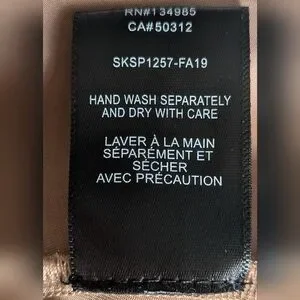 RN#134985
CA#50312
SKSP1257-FA19
HAND WASH SEPARATELY
AND DRY WITH CARE
LAVER À LA MAIN
SÉPARÉMENT ET
SÉCHER
AVEC PRÉCAUTION